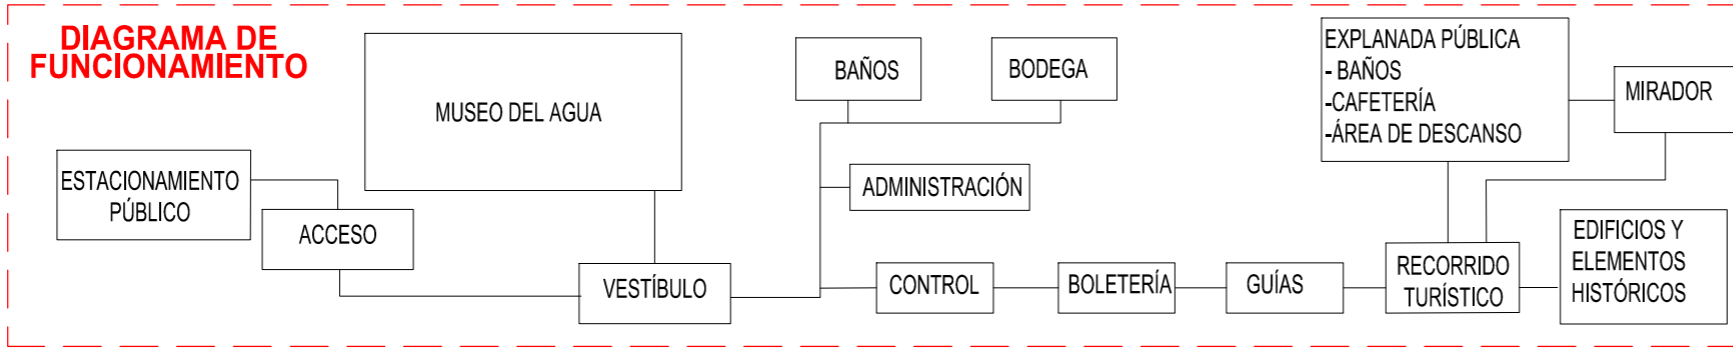 DIAGRAMA DE
FUNCIONAMIENTO
ESTACIONAMIENTO
PÚBLICO
ACCESO
MUSEO DEL AGUA
VESTÍBULO
BAÑOS
BODEGA
ADMINISTRACIÓN
CONTROL
BOLETERÍA
GUÍAS
RECORRIDO
TURÍSTICO
EXPLANADA PÚBLICA
- BAÑOS
-CAFETERÍA
-ÁREA DE DESCANSO
MIRADOR
EDIFICIOS Y
ELEMENTOS
HISTÓRICOS